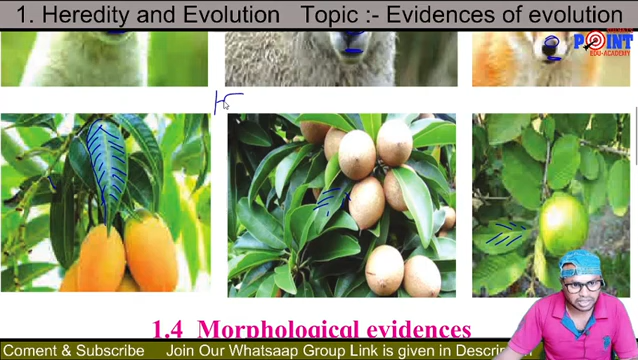 1. Heredity and Evolution Topic :- Evidences of evolution
POINT
EDU-ACADEMY
1.4 Morphological evidences
Coment & Subscribe Join Our Whatsaap Group Link is given in Descri